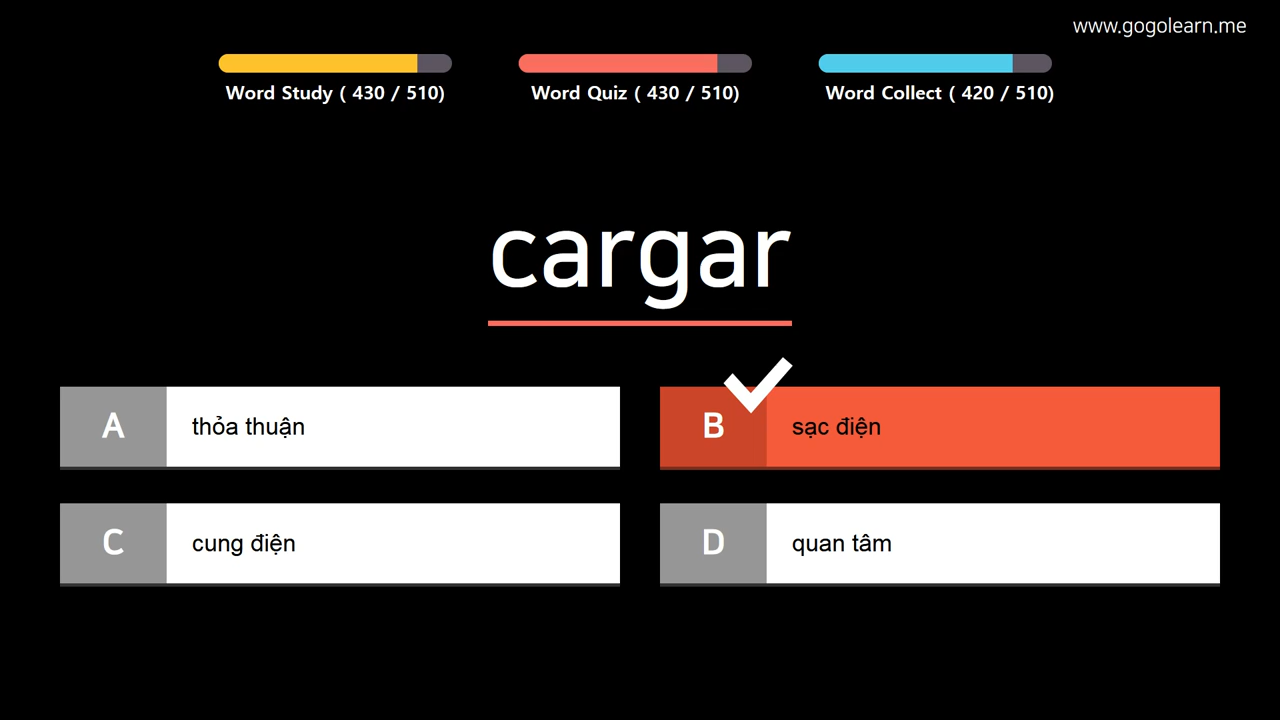 www.gogolearn.me
Word Study ( 430 / 510)
Word Quiz ( 430 / 510)
Word Collect ( 420 / 510)
cargar
A thỏa thuận
B sạc điện
C cung điện
D quan tâm